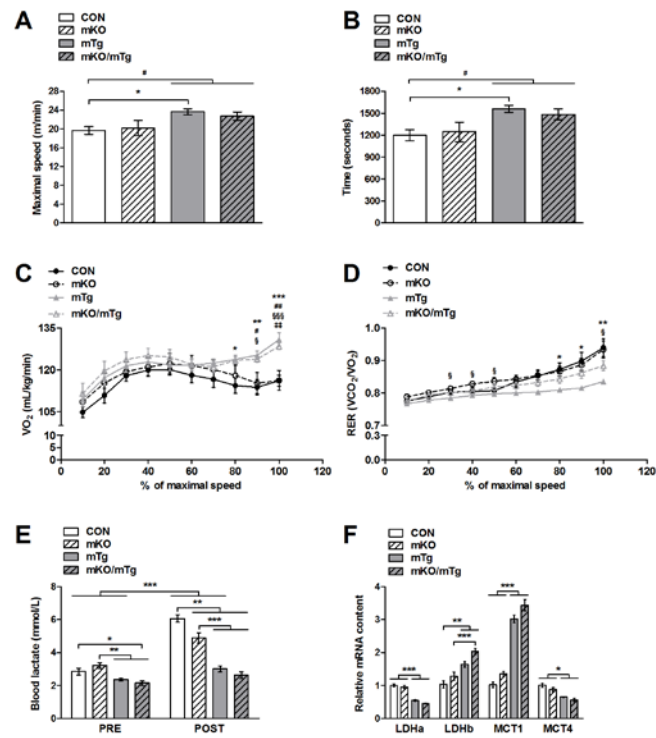 A
CON
mKO
mTg
mKO/mTg
#
*
Maximal speed (m/min)
28
24
20
16
12
8
4
0
B
CON
mKO
mTg
mKO/mTg
#
*
Time (seconds)
1800
1500
1200
900
600
300
0
C
CON
mKO
mTg
mKO/mTg
*
**
#
§
***
##
§§§
‡‡
VO2 (mL/kg/min)
135
120
105
10
0
0 20 40 60 80 100 120
% of maximal speed
D
CON
mKO
mTg
mKO/mTg
§ § § * * **
§
RER (VCO2/VO2)
1.0
0.9
0.8
0.7
0.3
0.0
0 20 40 60 80 100 120
% of maximal speed
E
CON
mKO
mTg
mKO/mTg
***
**
***
*
**
Blood lactate (mmol/L)
8
6
4
2
0
PRE POST
F
CON
mKO
mTg
mKO/mTg
***
**
***
***
*
Relative mRNA content
4
3
2
1
0
LDHa LDHb MCT1 MCT4